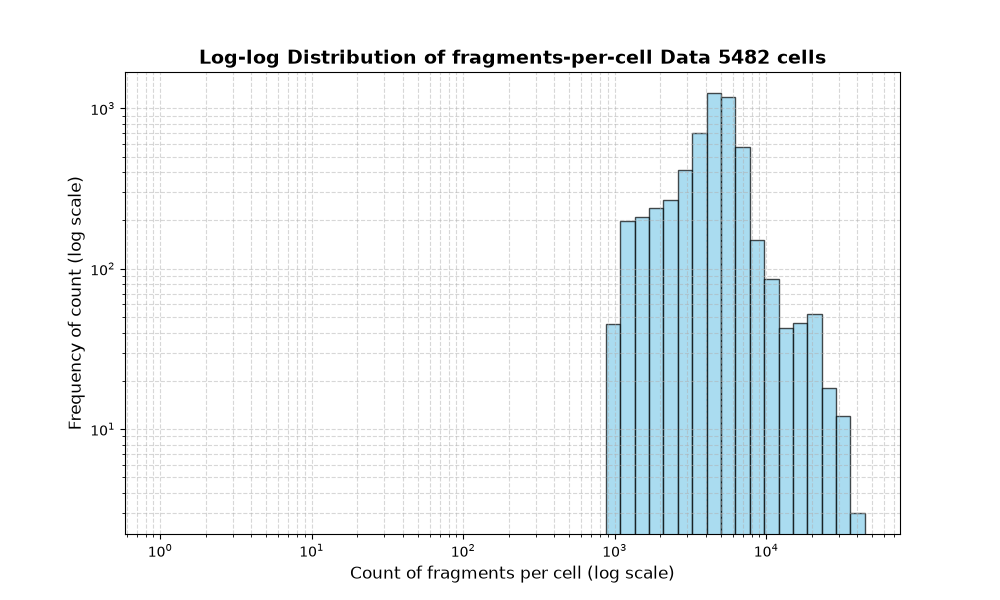 Log-log Distribution of fragments-per-cell Data 5482 cells
Frequency of count (log scale)
10³
10²
10¹
10⁰ 10¹ 10² 10³ 10⁴
Count of fragments per cell (log scale)